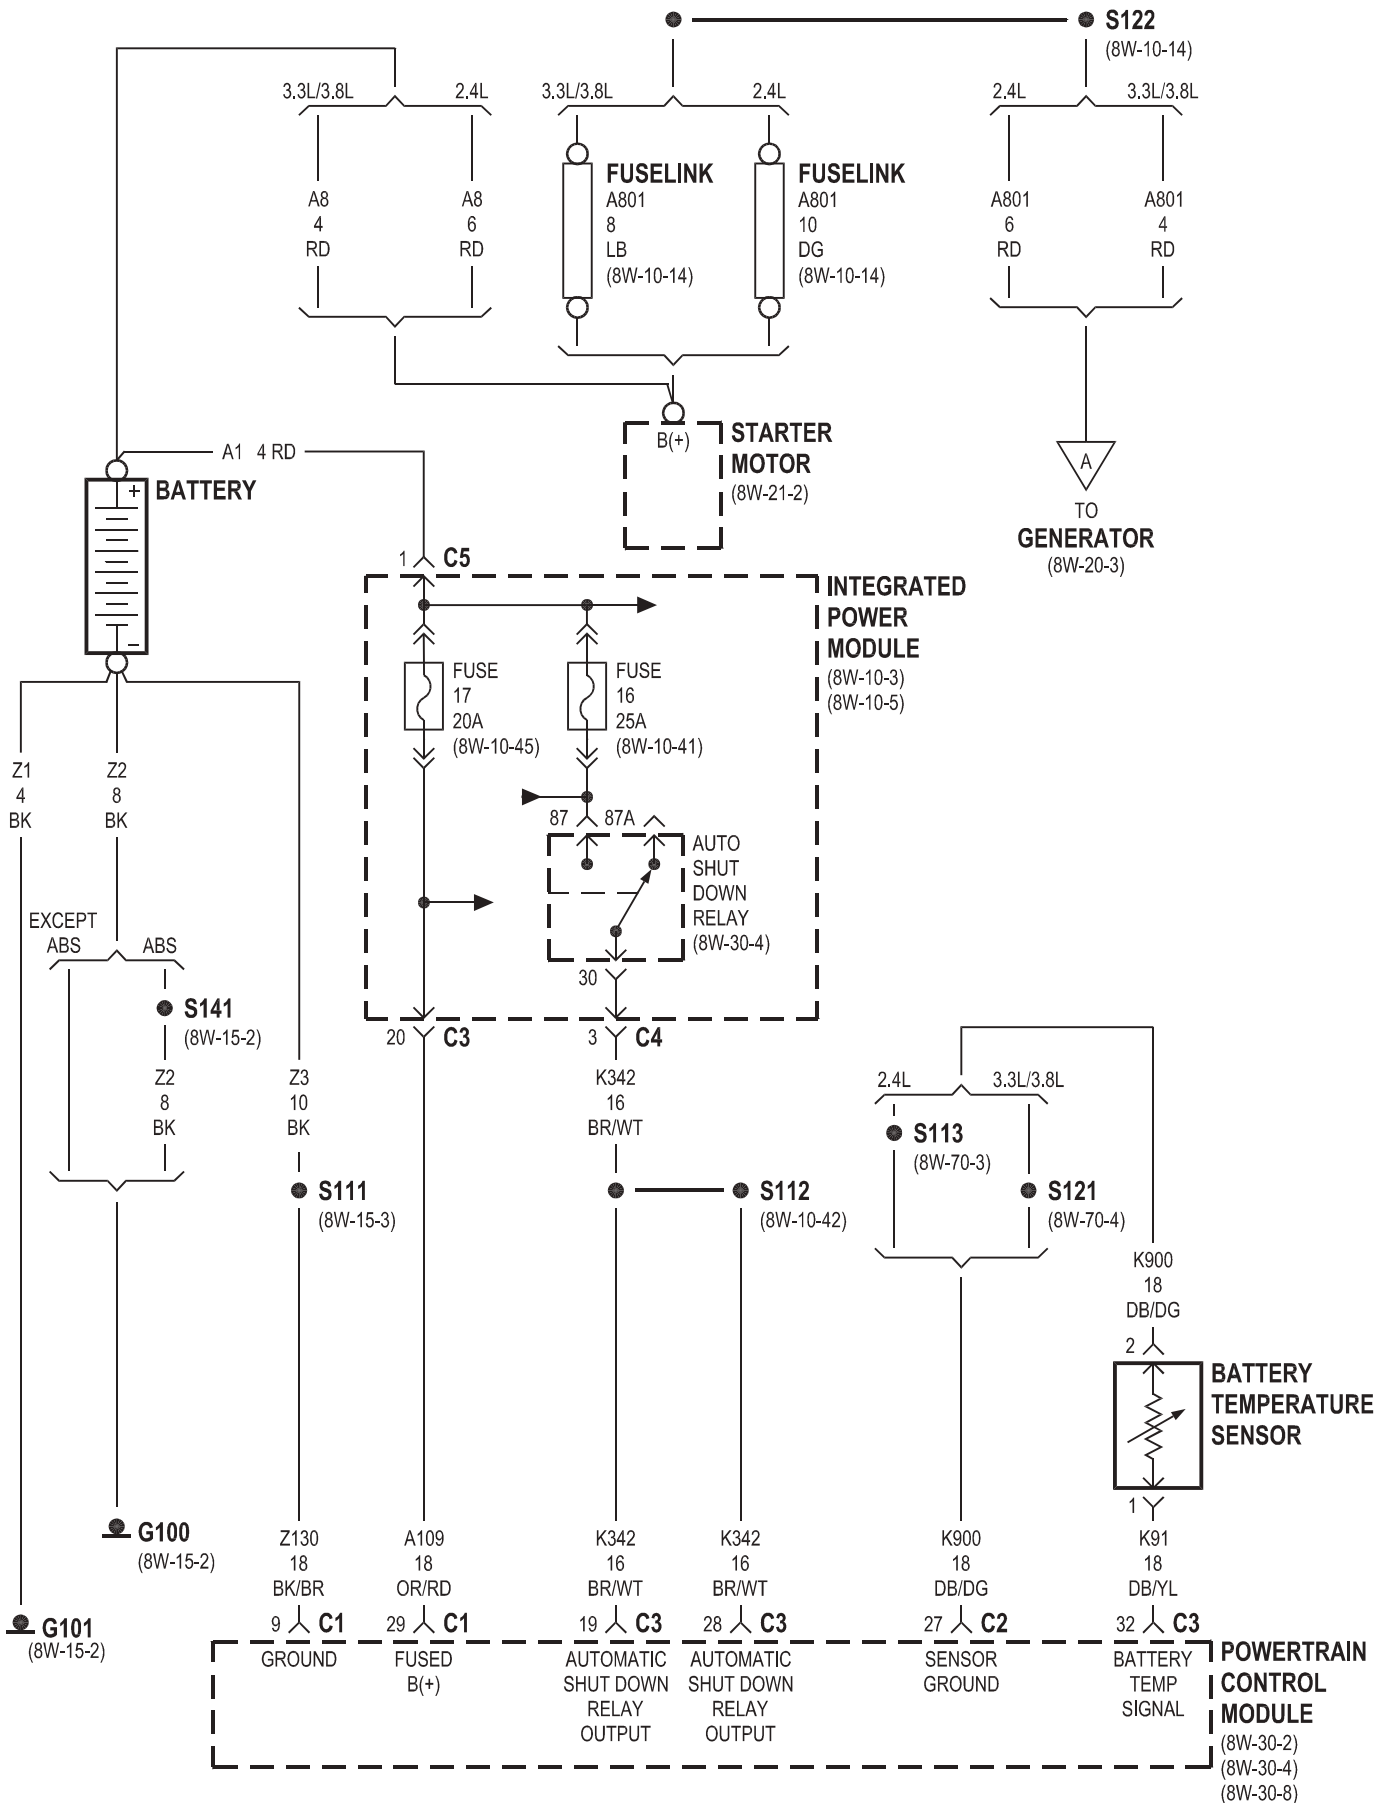 S122
(8W-10-14)
3.3L/3.8L
2.4L
3.3L/3.8L
2.4L
2.4L
3.3L/3.8L
A8
4
RD
A8
6
RD
FUSELINK
A801
8
LB
(8W-10-14)
FUSELINK
A801
10
DG
(8W-10-14)
A801
6
RD
A801
4
RD
B(+)
STARTER
MOTOR
(8W-21-2)
A
TO
GENERATOR
(8W-20-3)
A1 4 RD
+
BATTERY
-
1
C5
INTEGRATED
POWER
MODULE
(8W-10-3)
(8W-10-5)
FUSE
17
20A
(8W-10-45)
FUSE
16
25A
(8W-10-41)
Z1
4
BK
Z2
8
BK
87
87A
AUTO
SHUT
DOWN
RELAY
(8W-30-4)
30
EXCEPT
ABS
ABS
S141
(8W-15-2)
Z2
8
BK
Z3
10
BK
20
C3
3
C4
K342
16
BR/WT
2.4L
3.3L/3.8L
S113
(8W-70-3)
S111
(8W-15-3)
S112
(8W-10-42)
S121
(8W-70-4)
K900
18
DB/DG
2
BATTERY
TEMPERATURE
SENSOR
1
G100
(8W-15-2)
G101
(8W-15-2)
Z130
18
BK/BR
A109
18
OR/RD
K342
16
BR/WT
K342
16
BR/WT
K900
18
DB/DG
K91
18
DB/YL
9
C1
29
C1
19
C3
28
C3
27
C2
32
C3
GROUND
FUSED
B(+)
AUTOMATIC
SHUT DOWN
RELAY
OUTPUT
AUTOMATIC
SHUT DOWN
RELAY
OUTPUT
SENSOR
GROUND
BATTERY
TEMP
SIGNAL
POWERTRAIN
CONTROL
MODULE
(8W-30-2)
(8W-30-4)
(8W-30-8)